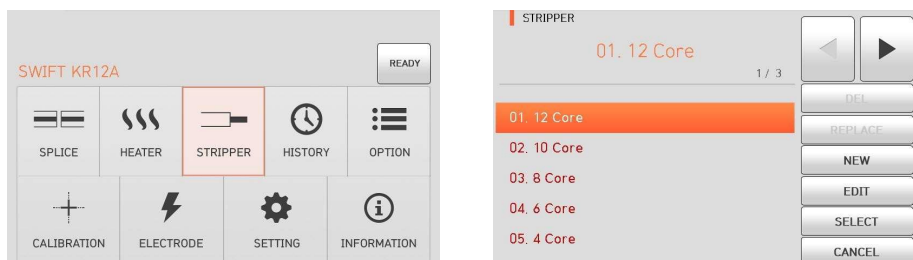 SWIFT KR12A
READY
SPLICE
HEATER
STRIPPER
HISTORY
OPTION
CALIBRATION
ELECTRODE
SETTING
INFORMATION
STRIPPER
01. 12 Core
1 / 3
01. 12 Core
02. 10 Core
03. 8 Core
04. 6 Core
05. 4 Core
DEL
REPLACE
NEW
EDIT
SELECT
CANCEL